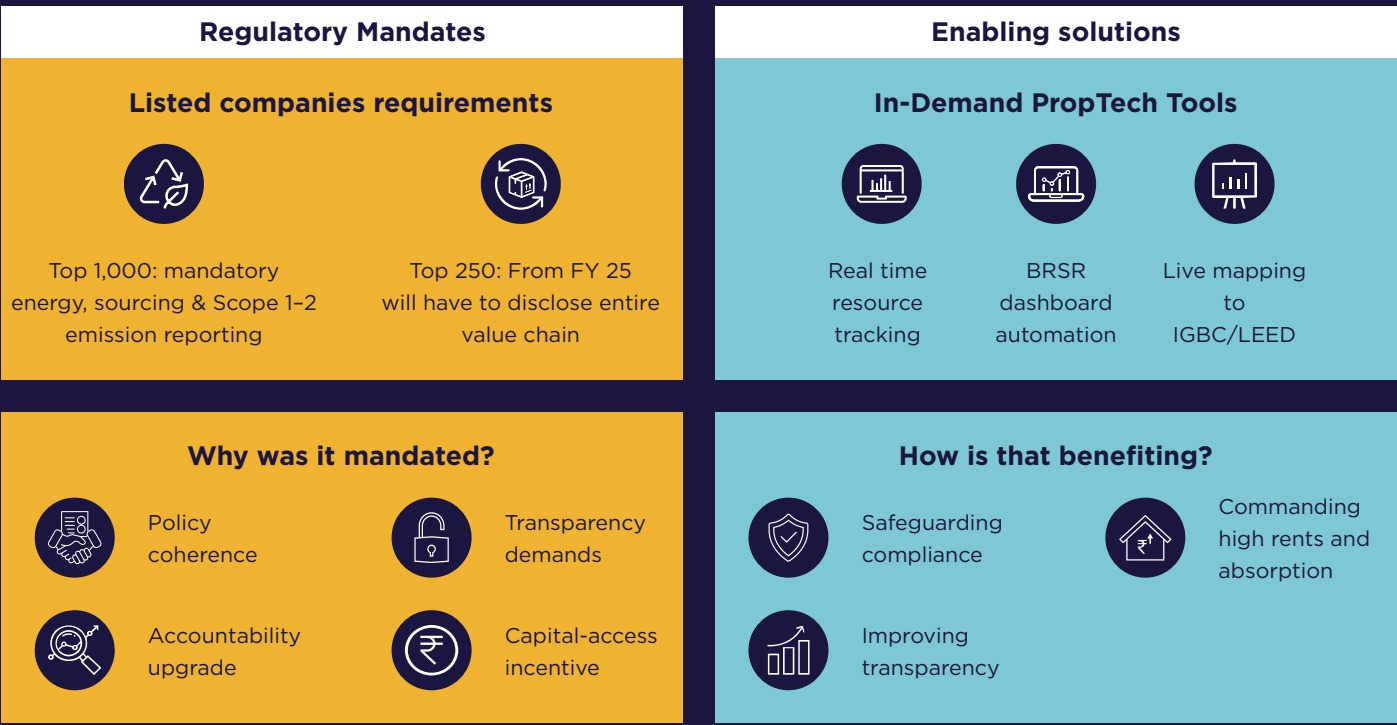 Regulatory Mandates
Listed companies requirements
Top 1,000: mandatory
energy, sourcing & Scope 1–2
emission reporting
Top 250: From FY 25
will have to disclose entire
value chain
Enabling solutions
In-Demand PropTech Tools
Real time
resource
tracking
BRSR
dashboard
automation
Live mapping
to
IGBC/LEED
Why was it mandated?
Policy
coherence
Transparency
demands
Accountability
upgrade
₹
Capital-access
incentive
How is that benefiting?
Safeguarding
compliance
₹
Commanding
high rents and
absorption
Improving
transparency